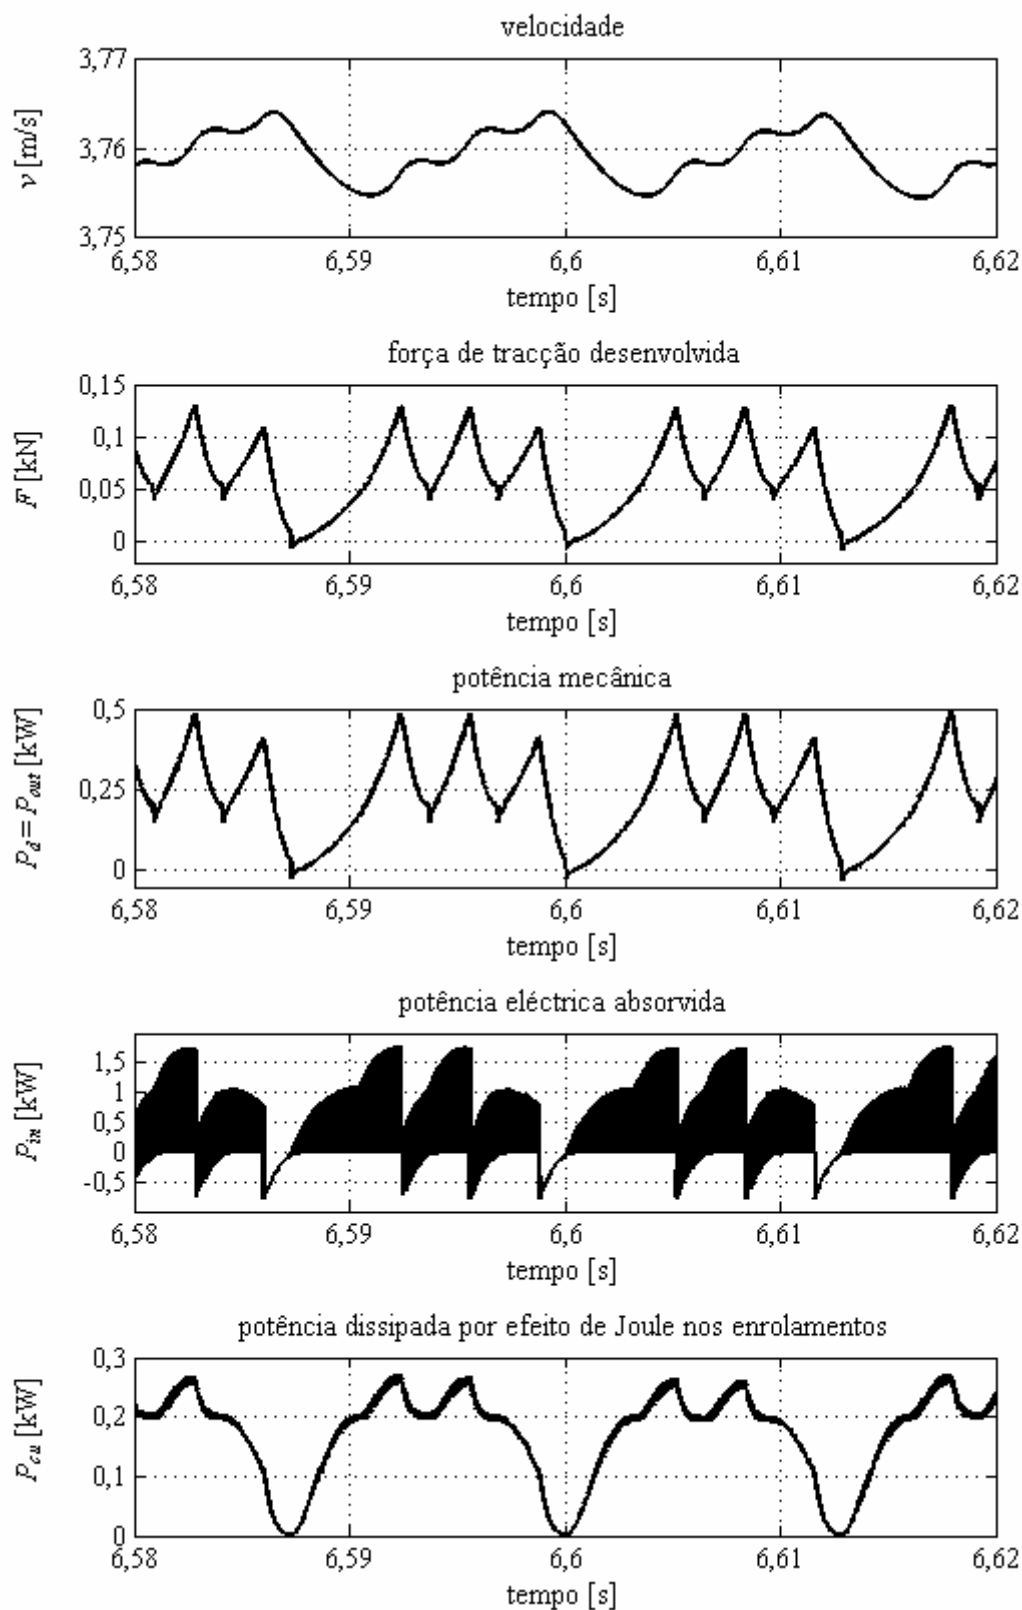 velocidade
3,77
3,76
3,75
v [m/s]
6,58 6,59 6,6 6,61 6,62
tempo [s]
força de tracção desenvolvida
0,15
0,1
0,05
0
F [kN]
6,58 6,59 6,6 6,61 6,62
tempo [s]
potência mecânica
0,5
0,25
0
P_d = P_out [kW]
6,58 6,59 6,6 6,61 6,62
tempo [s]
potência eléctrica absorvida
1,5
1
0,5
0
-0,5
P_in [kW]
6,58 6,59 6,6 6,61 6,62
tempo [s]
potência dissipada por efeito de Joule nos enrolamentos
0,3
0,2
0,1
0
P_cu [kW]
6,58 6,59 6,6 6,61 6,62
tempo [s]